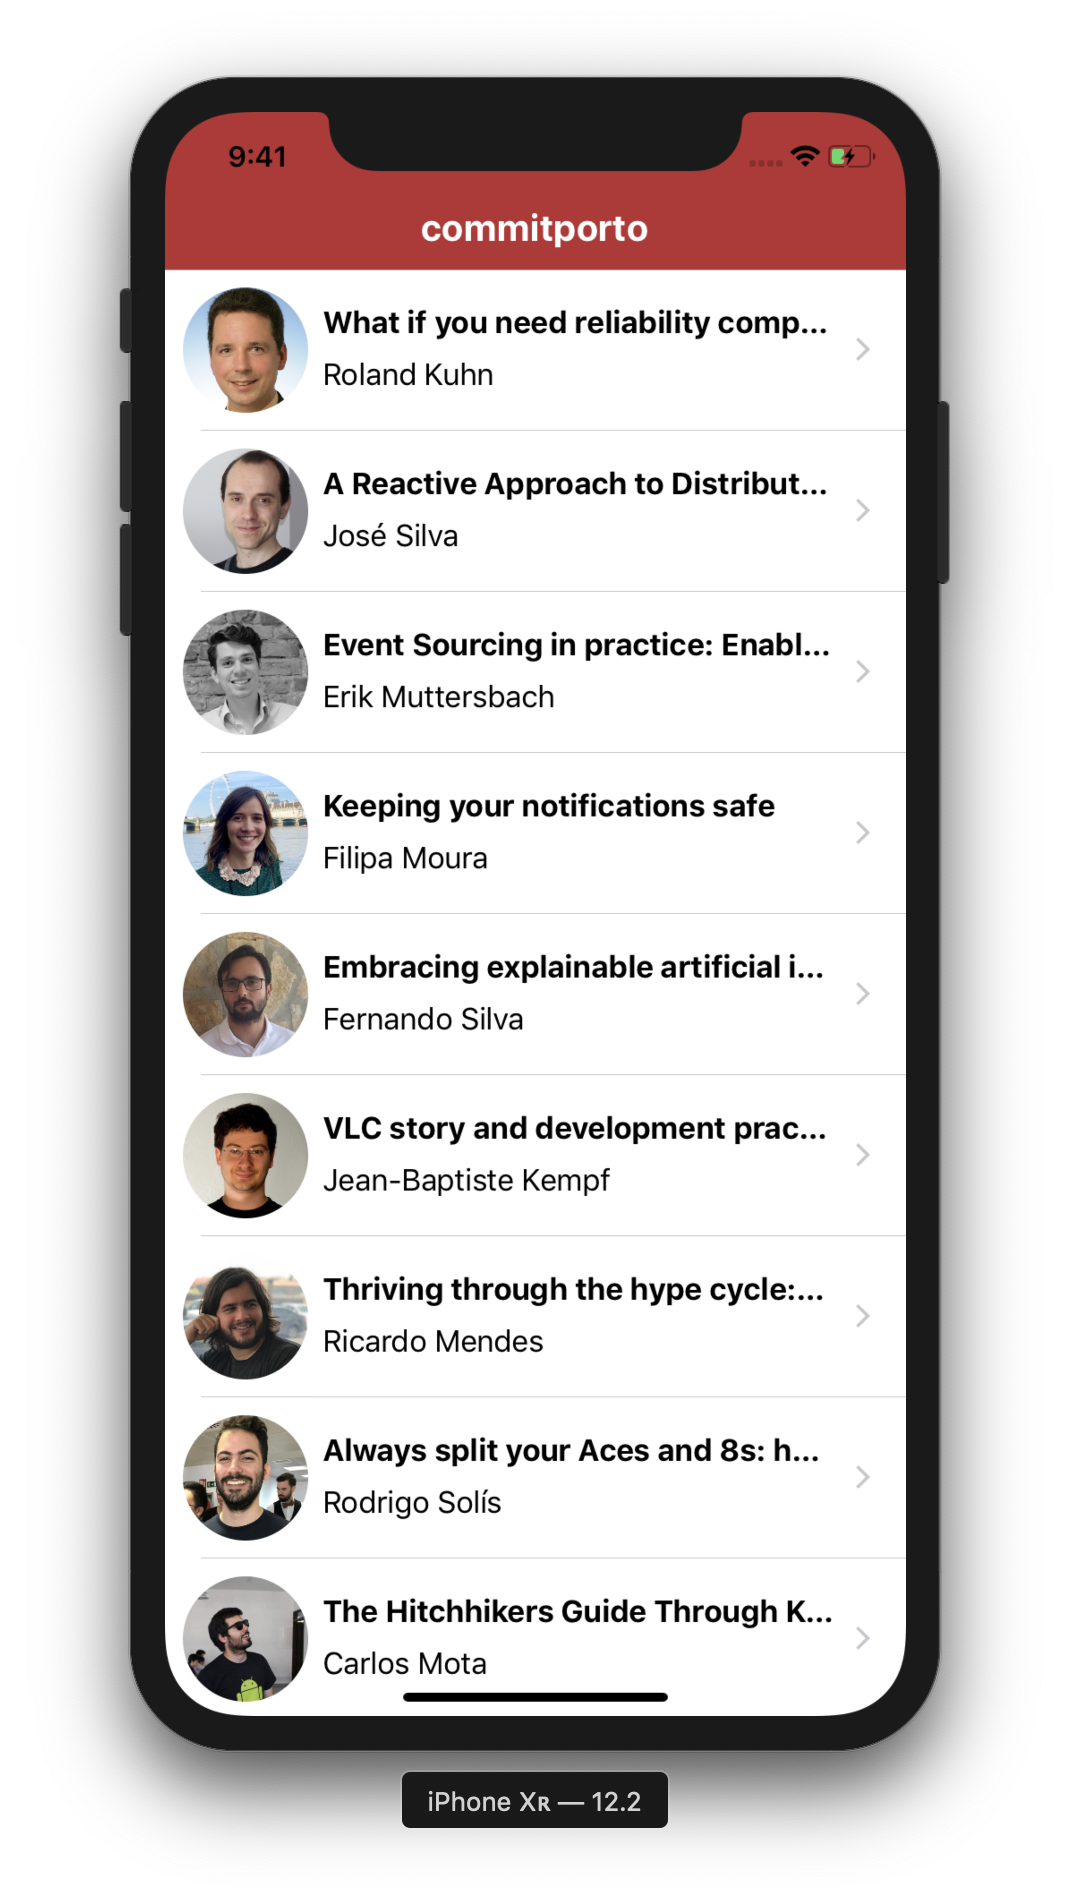 9:41
commitporto
What if you need reliability comp...
Roland Kuhn
A Reactive Approach to Distribut...
José Silva
Event Sourcing in practice: Enabl...
Erik Muttersbach
Keeping your notifications safe
Filipa Moura
Embracing explainable artificial i...
Fernando Silva
VLC story and development prac...
Jean-Baptiste Kempf
Thriving through the hype cycle:...
Ricardo Mendes
Always split your Aces and 8s: h...
Rodrigo Solís
The Hitchhikers Guide Through K...
Carlos Mota
iPhone Xʀ — 12.2